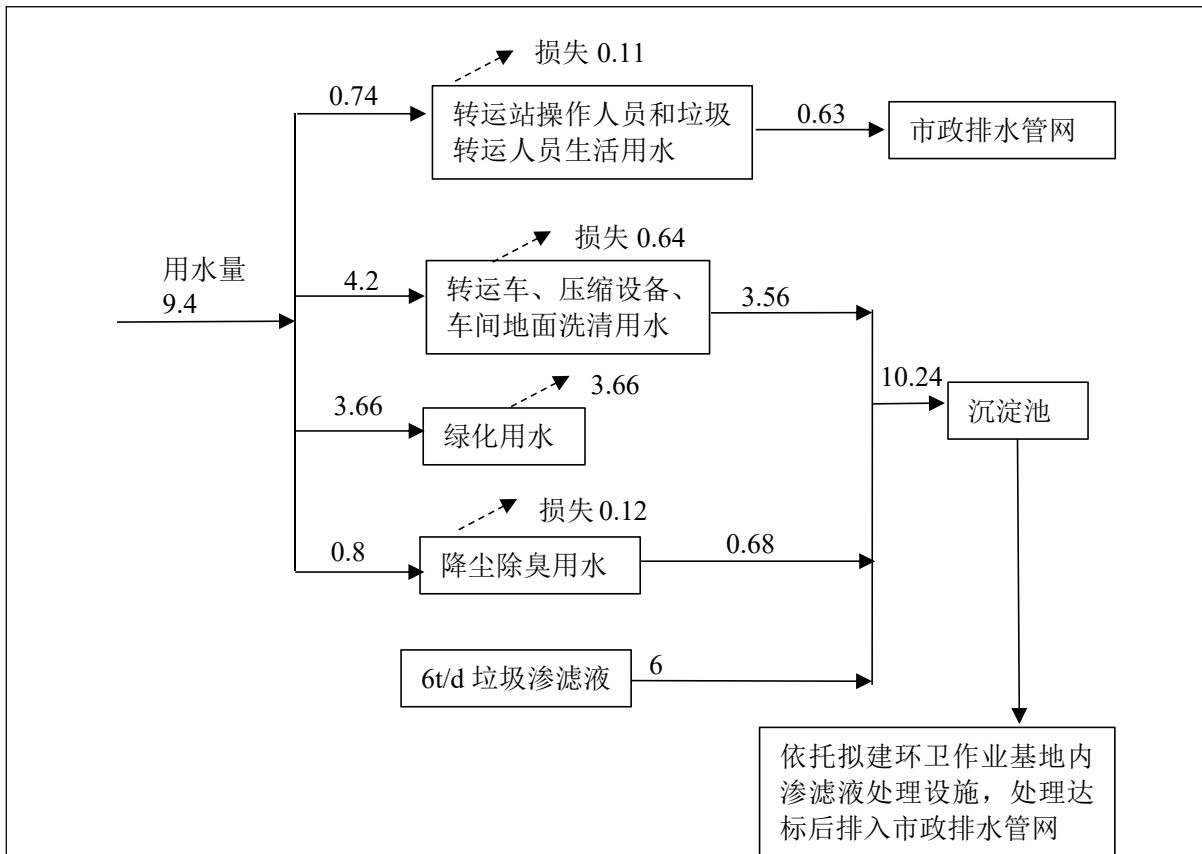 损失 0.11
0.74
转运站操作人员和垃圾
转运人员生活用水
0.63
市政排水管网
损失 0.64
用水量
9.4
4.2
转运车、压缩设备、
车间地面洗清用水
3.56
3.66
3.66
绿化用水
10.24
沉淀池
损失 0.12
0.8
降尘除臭用水
0.68
6t/d 垃圾渗滤液
6
依托拟建环卫作业基地内
渗滤液处理设施，处理达
标后排入市政排水管网